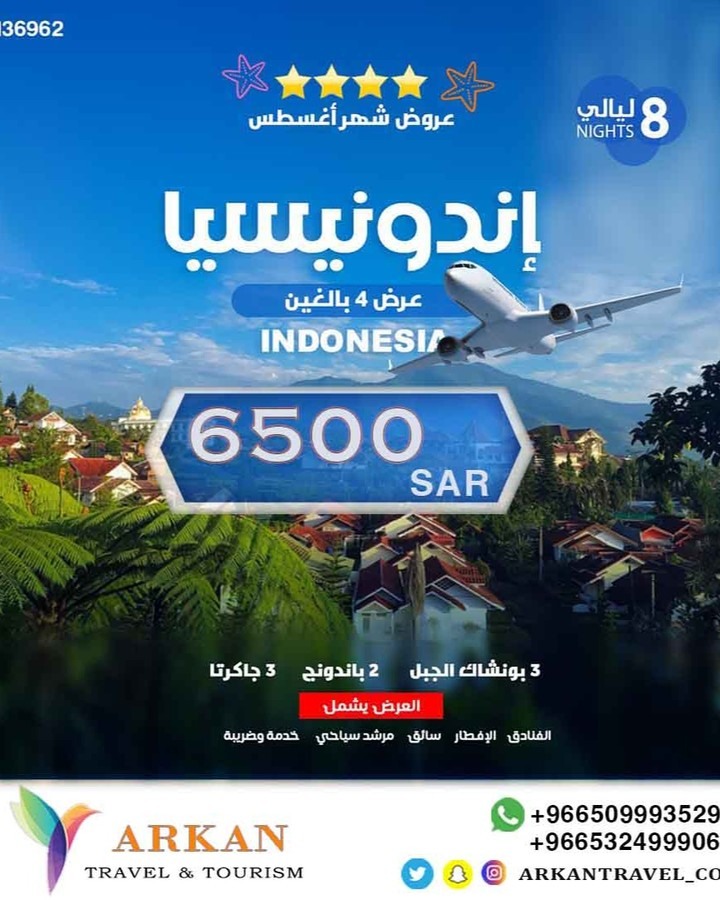 36962
عروض شهر أغسطس
8 ليالي
NIGHTS
إندونيسيا
عرض 4 بالغين
INDONESIA
6500
SAR
3 بونشاك الجبل 2 باندونج 3 جاكرتا
العرض يشمل
الفنادق الإفطار سائق مرشد سياحي خدمة وضريبة
ARKAN
TRAVEL & TOURISM
+966509993529
+966532499906
ARKANTRAVEL_CO